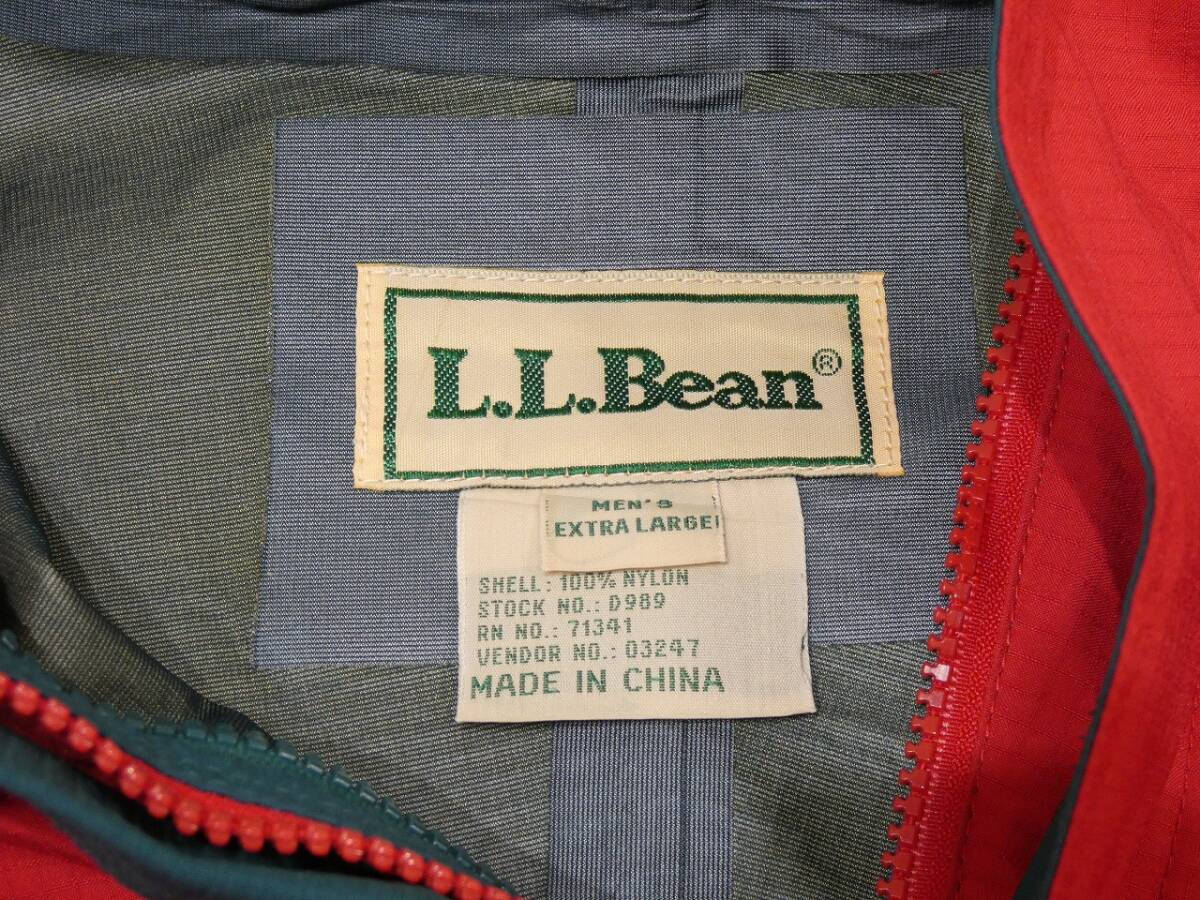 L.L.Bean®
MEN'S
EXTRA LARGE
SHELL: 100% NYLON
STOCK NO.: D989
RN NO.: 71341
VENDOR NO.: 03247
MADE IN CHINA